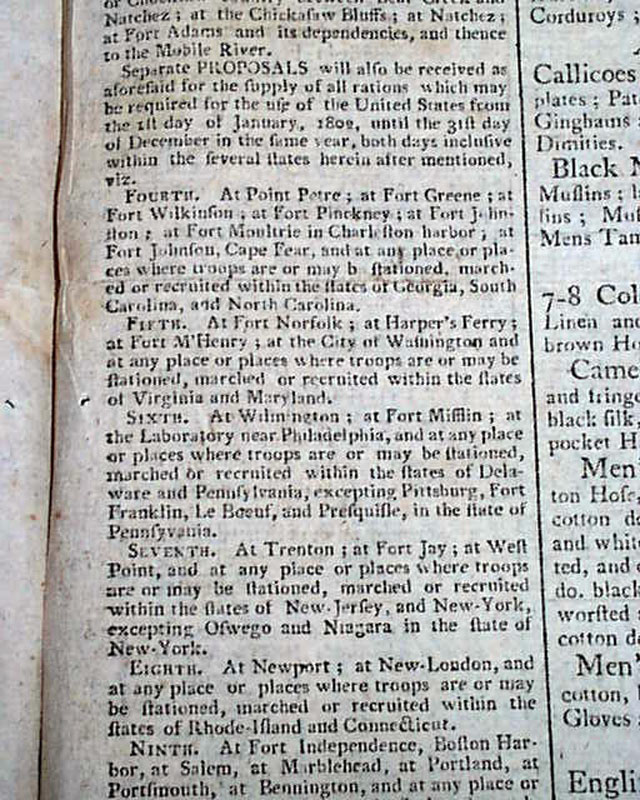 Natchez ; at the Chickasaw Bluffs ; at Natchez ;
at Fort Adams and its dependencies, and thence
to the Mobile River.
Separate PROPOSALS will alſo be received as
aforeſaid for the ſupply of all rations which may
be required for the uſe of the United States from
the 1ſt day of January, 1802, until the 31ſt day
of December in the ſame year, both days incluſive
within the ſeveral ſtates herein after mentioned,
viz.
FOURTH. At Point Petre ; at Fort Greene ; at
Fort Wilkinſon ; at Fort Pinckney ; at Fort John-
ſton ; at Fort Moultrie in Charleſton harbor ; at
Fort Johnſon, Cape Fear, and at any place or pla-
ces where troops are or may b ſtationed, march-
ed or recruited within the ſtates of Georgia, South
Carolina, and North Carolina.
FIFTH. At Fort Norfolk ; at Harper's Ferry ;
at Fort M'Henry ; at the City of Waſhington and
at any place or places where troops are or may be
ſtationed, marched or recruited within the ſtates
of Virginia and Maryland.
SIXTH. At Wilmington ; at Fort Mifflin ; at
the Laboratory near Philadelphia, and at any place
or places where troops are or may be ſtationed,
marched or recruited within the ſtates of Dela-
ware and Pennſylvania, excepting Pittsburg, Fort
Franklin, Le Bœuf, and Preſquiſle, in the ſtate of
Pennſyvania.
SEVENTH. At Trenton ; at Fort Jay ; at Weſt
Point, and at any place or places where troops
are or may be ſtationed, marched or recruited
within the ſtates of New-Jerſey, and New-York,
excepting Oſwego and Niagara in the ſtate of
New-York.
EIGHTH. At Newport ; at New-London, and
at any place or places where troops are or may
be ſtationed, marched or recruited within the
ſtates of Rhode-Iſland and Connecticut.
NINTH. At Fort Independence, Boſton Har-
bor, at Salem, at Marblehead, at Portland, at
Portſmouth, at Bennington, and at any place or
Corduroys ;
Callicoes
plates ; Pat
Ginghams
Dimities.
Black M
Muſlins ; l
lins ; Mu
Mens Tam
7-8 Col
Linen and
brown Ho
Came
and fringe
black ſilk,
pocket H
Men'
ton Hoſe,
cotton do
and whit
ted, and
do. black
worſted
cotton d
Men'
cotton,
Gloves
Engli